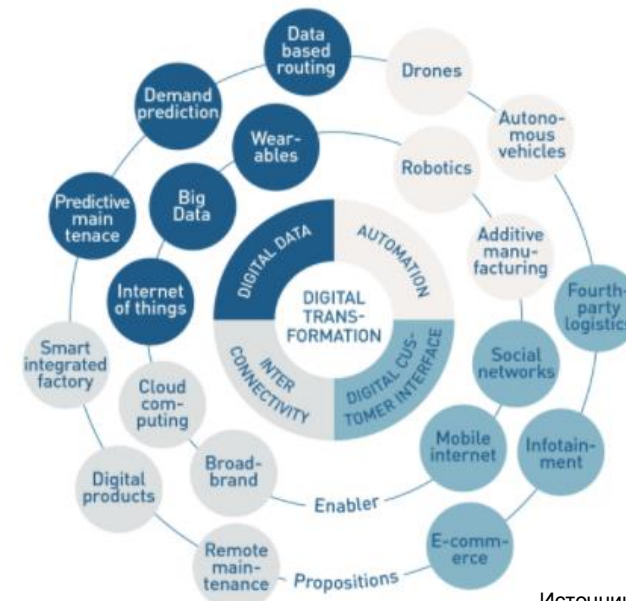 Data
based
routing
Drones
Demand
prediction
Wear-
ables
Autono-
mous
vehicles
Robotics
Predictive
main
tenace
Big
Data
DIGITAL DATA
AUTOMATION
Additive
manu-
facturing
Internet
of things
DIGITAL
TRANS-
FORMATION
Fourth-
party
logistics
Smart
integrated
factory
Cloud
com-
puting
INTER
CONNECTIVITY
DIGITAL CUS-
TOMER INTERFACE
Social
networks
Digital
products
Broad-
brand
Mobile
internet
Infotain-
ment
Enabler
Remote
main-
tenance
Propositions
E-comm-
erce